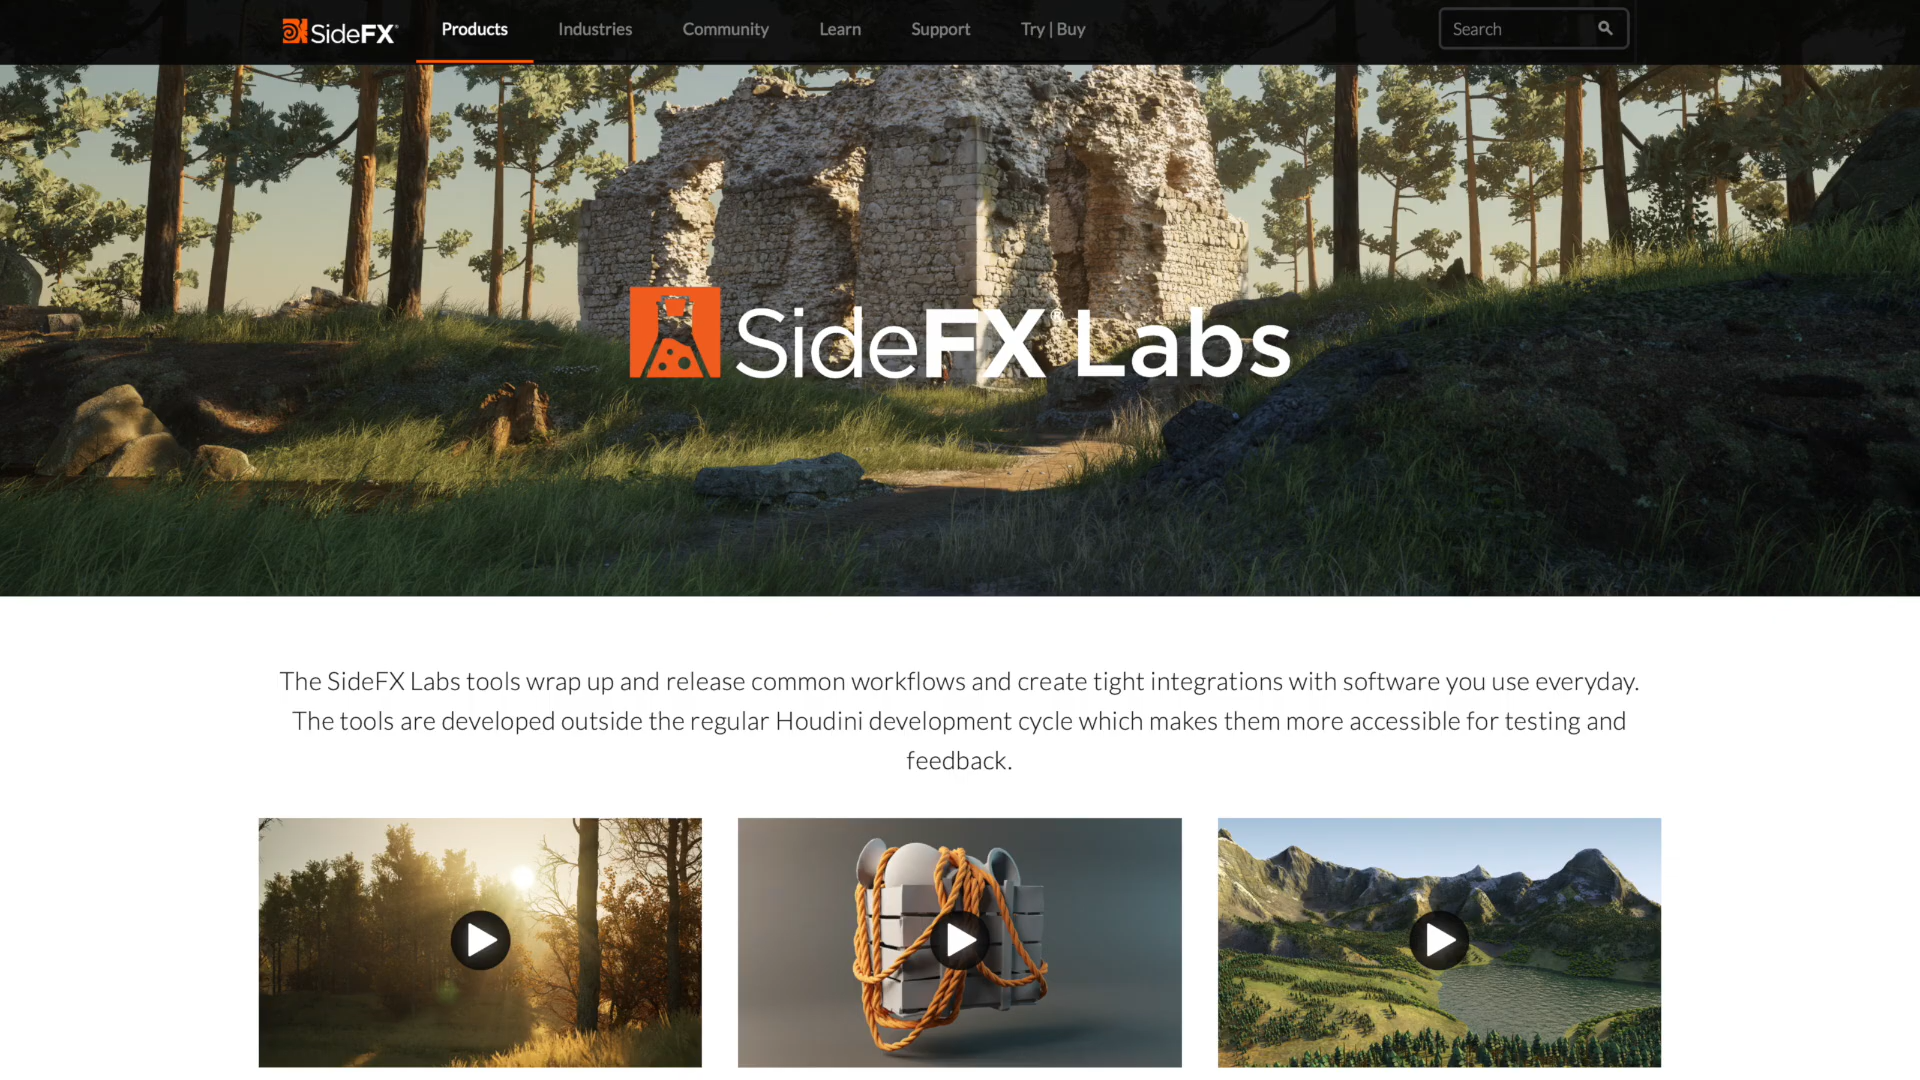 SideFX®
Products
Industries
Community
Learn
Support
Try | Buy
Search
SideFX® Labs
The SideFX Labs tools wrap up and release common workflows and create tight integrations with software you use everyday.
The tools are developed outside the regular Houdini development cycle which makes them more accessible for testing and
feedback.